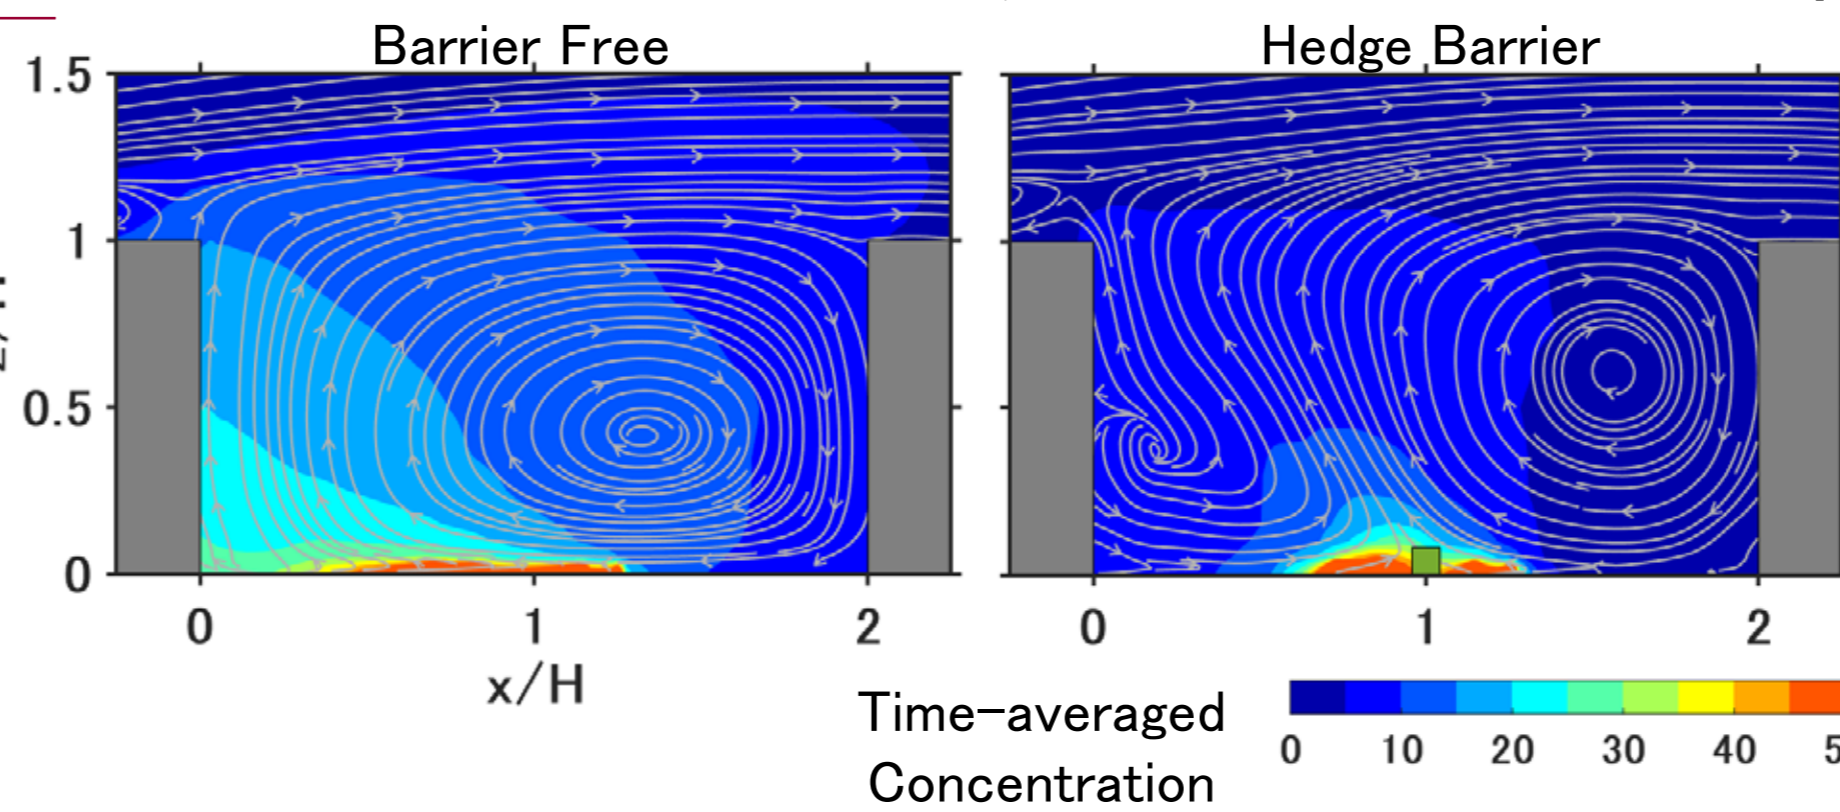 Barrier Free
Hedge Barrier
1.5
1
0.5
0
0 1 2
0 1 2
x/H
Time-averaged
Concentration
0 10 20 30 40